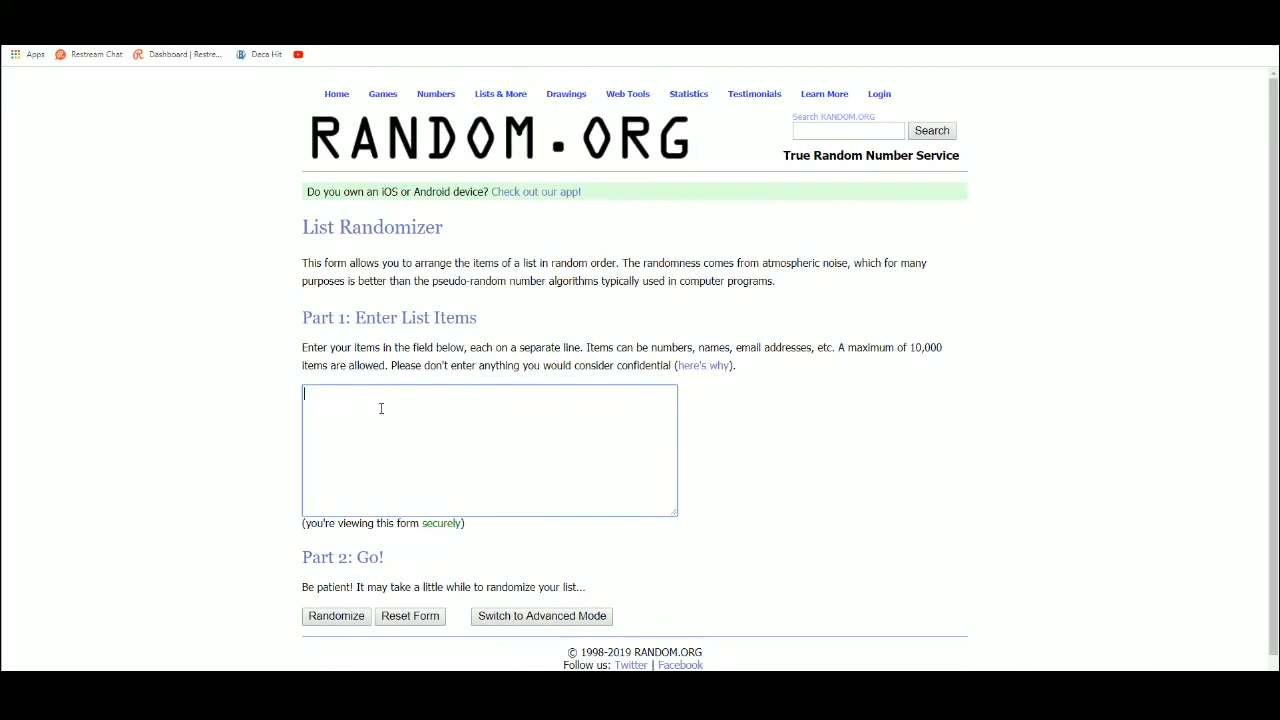 Apps Restream Chat Dashboard | Restre... Deca Hit
Home Games Numbers Lists & More Drawings Web Tools Statistics Testimonials Learn More Login
RANDOM.ORG
Search RANDOM.ORG
Search
True Random Number Service
Do you own an iOS or Android device? Check out our app!
List Randomizer
This form allows you to arrange the items of a list in random order. The randomness comes from atmospheric noise, which for many
purposes is better than the pseudo-random number algorithms typically used in computer programs.
Part 1: Enter List Items
Enter your items in the field below, each on a separate line. Items can be numbers, names, email addresses, etc. A maximum of 10,000
items are allowed. Please don't enter anything you would consider confidential (here's why).
(you're viewing this form securely)
Part 2: Go!
Be patient! It may take a little while to randomize your list...
Randomize Reset Form Switch to Advanced Mode
© 1998-2019 RANDOM.ORG
Follow us: Twitter | Facebook